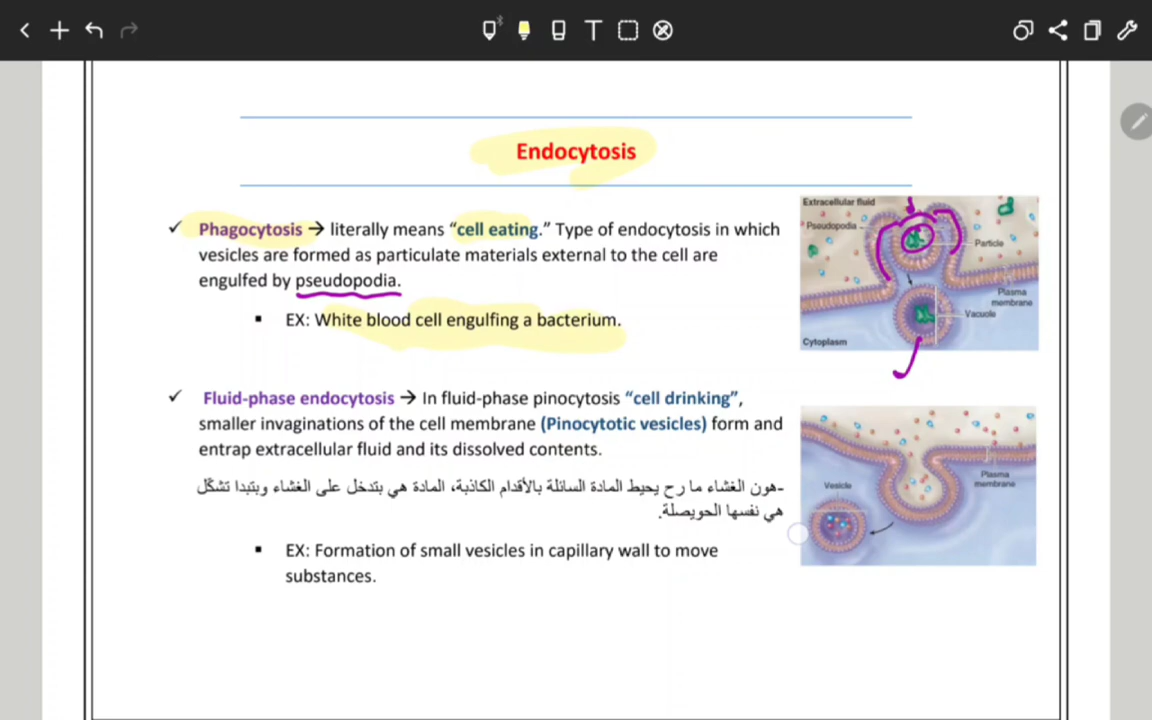 Endocytosis
✓ Phagocytosis → literally means “cell eating.” Type of endocytosis in which
vesicles are formed as particulate materials external to the cell are
engulfed by pseudopodia.
▪ EX: White blood cell engulfing a bacterium.
Extracellular fluid
Pseudopodia
Particle
Plasma
membrane
Vacuole
Cytoplasm
✓ Fluid-phase endocytosis → In fluid-phase pinocytosis “cell drinking”,
smaller invaginations of the cell membrane (Pinocytotic vesicles) form and
entrap extracellular fluid and its dissolved contents.
-هون الغشاء ما رح يحيط المادة السائلة بالأقدام الكاذبة، المادة هي بتدخل على الغشاء وبتبدا تشكّل
هي نفسها الحويصلة.
▪ EX: Formation of small vesicles in capillary wall to move
substances.
Plasma
membrane
Vesicle